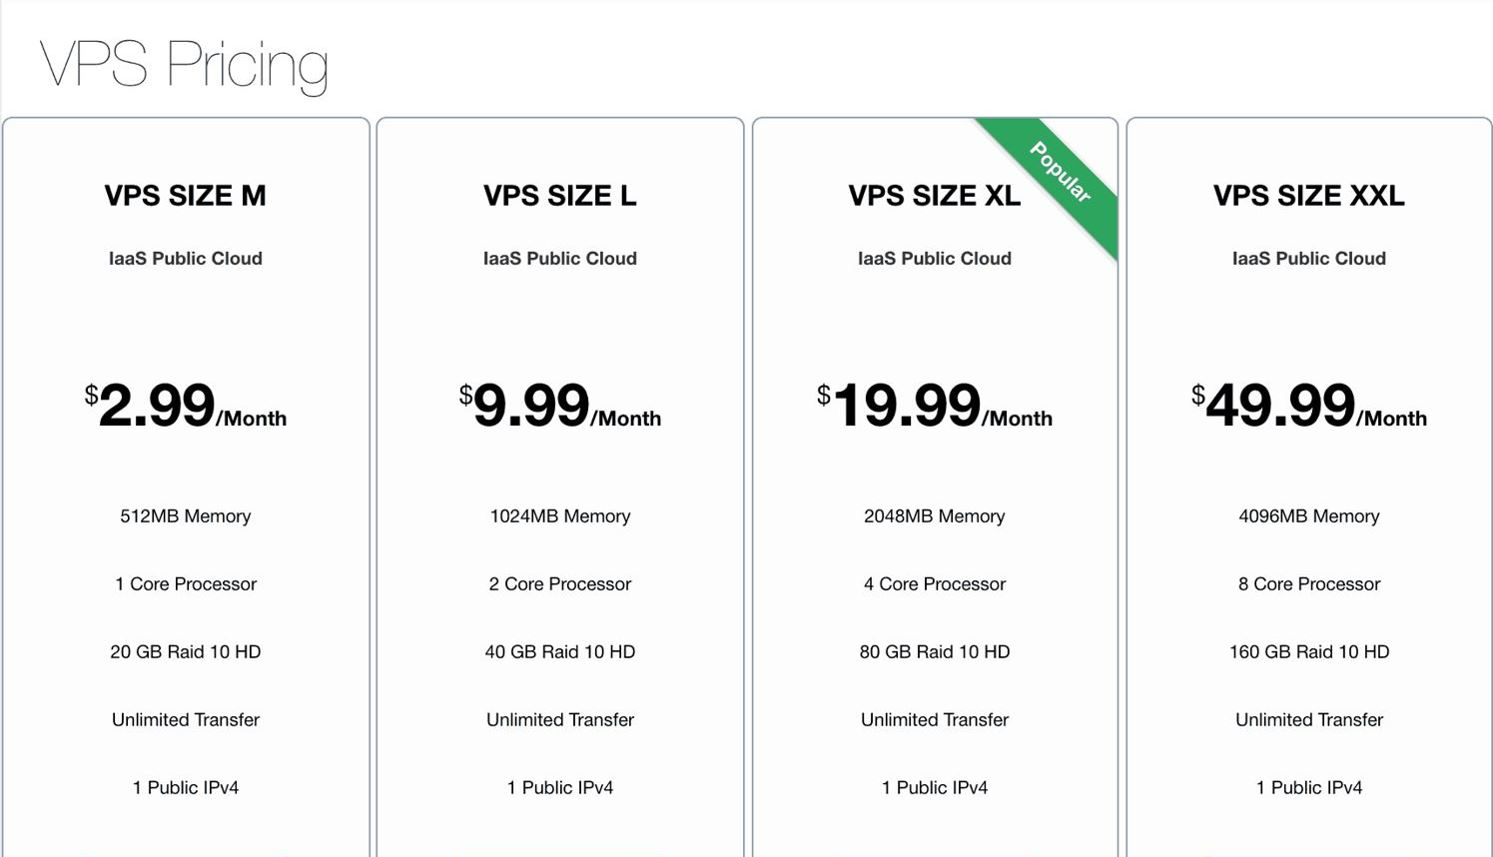 VPS Pricing
VPS SIZE M
IaaS Public Cloud
$2.99/Month
512MB Memory
1 Core Processor
20 GB Raid 10 HD
Unlimited Transfer
1 Public IPv4
VPS SIZE L
IaaS Public Cloud
$9.99/Month
1024MB Memory
2 Core Processor
40 GB Raid 10 HD
Unlimited Transfer
1 Public IPv4
Popular
VPS SIZE XL
IaaS Public Cloud
$19.99/Month
2048MB Memory
4 Core Processor
80 GB Raid 10 HD
Unlimited Transfer
1 Public IPv4
VPS SIZE XXL
IaaS Public Cloud
$49.99/Month
4096MB Memory
8 Core Processor
160 GB Raid 10 HD
Unlimited Transfer
1 Public IPv4